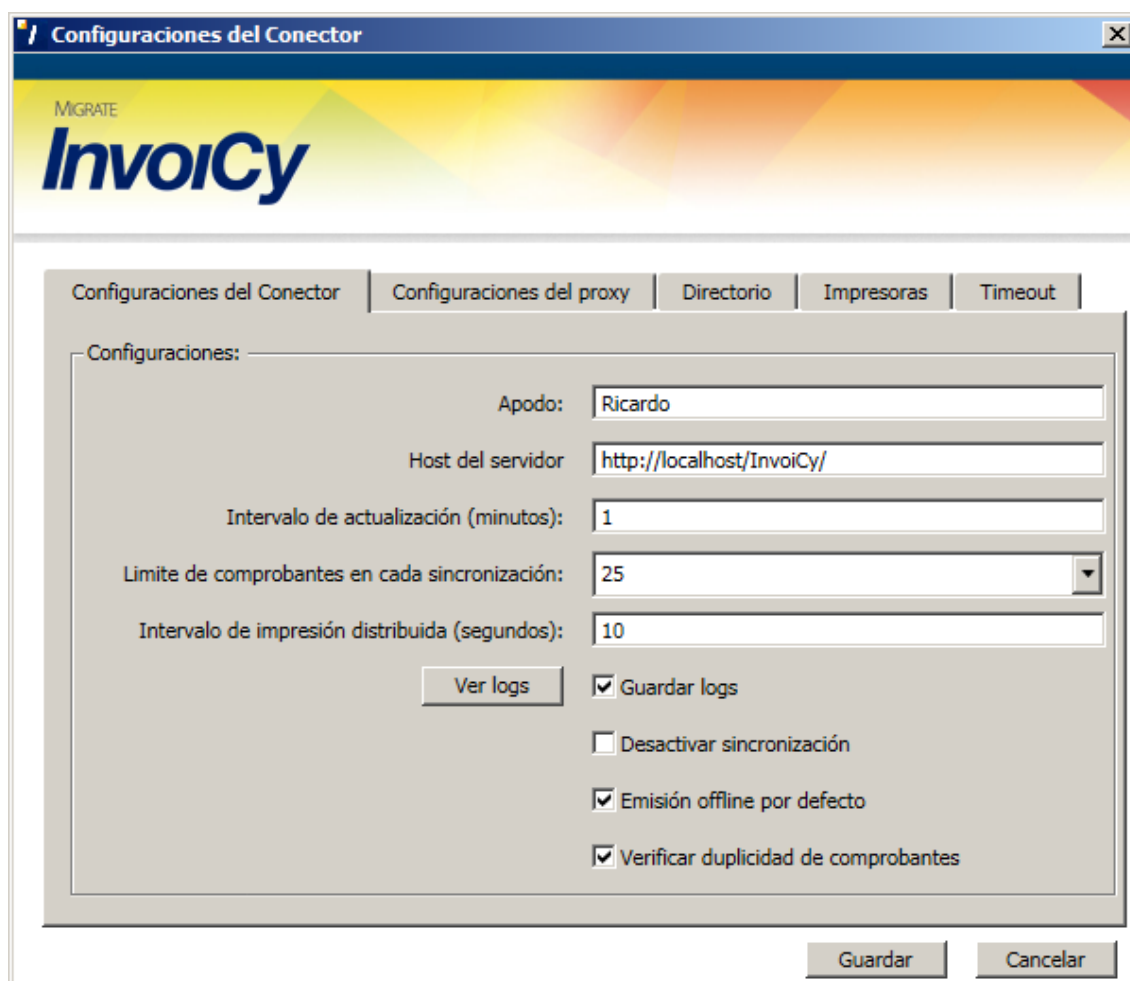 Configuraciones del Conector
MIGRATE
InvoiCy
Configuraciones del Conector
Configuraciones del proxy
Directorio
Impresoras
Timeout
Configuraciones:
Apodo:
Ricardo
Host del servidor
http://localhost/InvoiCy/
Intervalo de actualización (minutos):
1
Limite de comprobantes en cada sincronización:
25
Intervalo de impresión distribuida (segundos):
10
Ver logs
Guardar logs
Desactivar sincronización
Emisión offline por defecto
Verificar duplicidad de comprobantes
Guardar
Cancelar